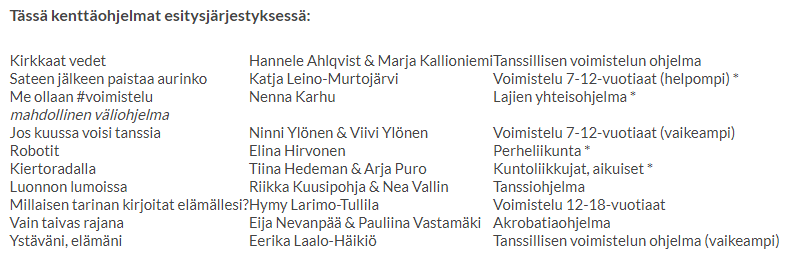 Tässä kenttäohjelmat esitysjärjestyksessä:
Kirkkaat vedet Hannele Ahlqvist & Marja Kallioniemi Tanssillisen voimistelun ohjelma
Sateen jälkeen paistaa aurinko Katja Leino-Murtojärvi Voimistelu 7-12-vuotiaat (helpompi) *
Me ollaan #voimistelu Nenna Karhu Lajien yhteisohjelma *
mahdollinen väliohjelma
Jos kuussa voisi tanssia Ninni Ylönen & Viivi Ylönen Voimistelu 7-12-vuotiaat (vaikeampi)
Robotit Elina Hirvonen Perheliikunta *
Kiertoradalla Tiina Hedeman & Arja Puro Kuntoliikkujat, aikuiset *
Luonnon lumoissa Riikka Kuusipohja & Nea Vallin Tanssiohjelma
Millaisen tarinan kirjoitat elämällesi? Hymy Larimo-Tullila Voimistelu 12-18-vuotiaat
Vain taivas rajana Eija Nevanpää & Pauliina Vastamäki Akrobatiaohjelma
Ystäväni, elämäni Eerika Laalo-Häikiö Tanssillisen voimistelun ohjelma (vaikeampi)